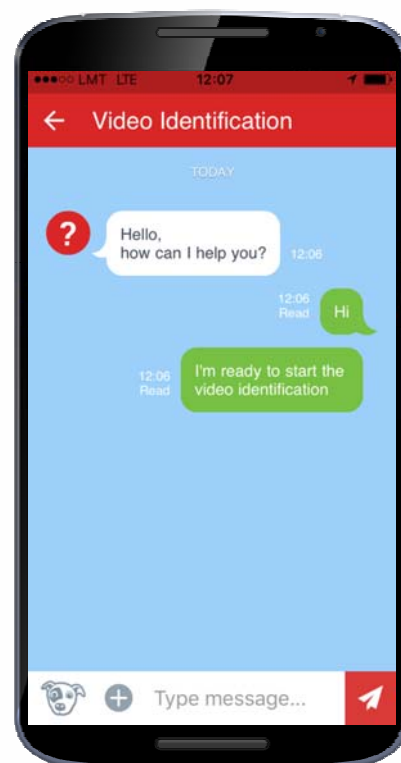 LMT LTE 12:07
Video Identification
TODAY
?
Hello,
how can I help you? 12:06
12:06
Read Hi
I'm ready to start the
12:06
Read video identification
Type message...